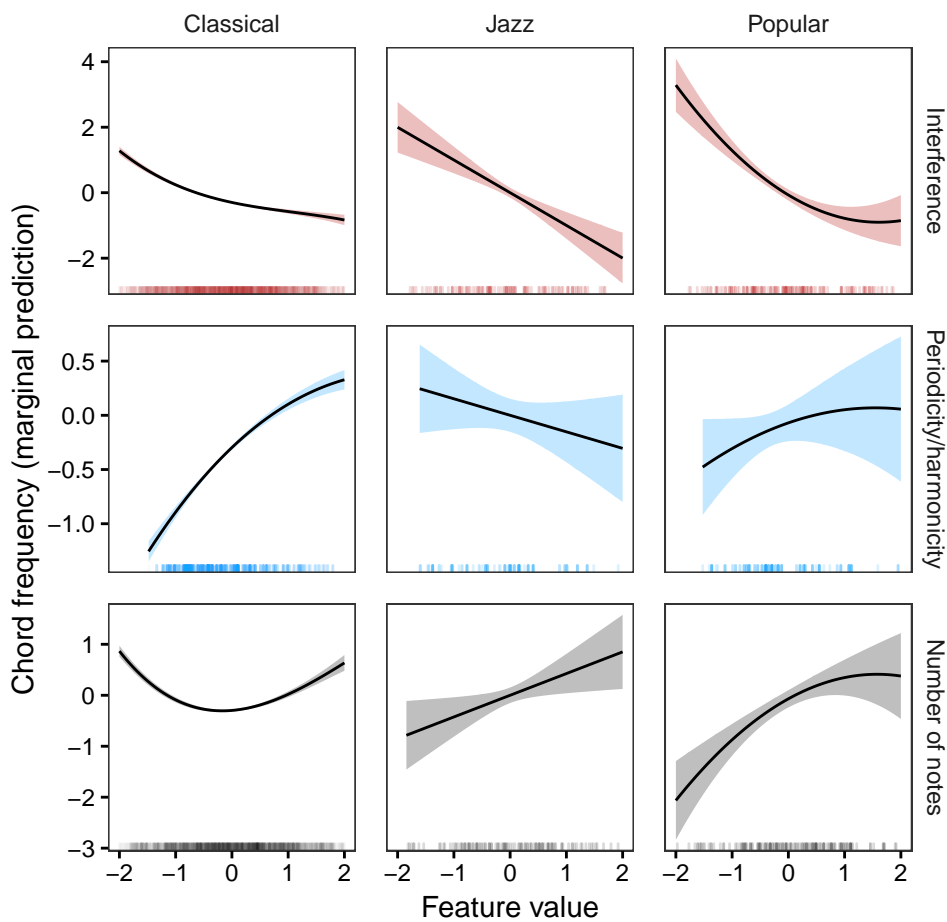 Classical Jazz Popular
4
2
0
−2
Interference
0.5
0.0
−0.5
−1.0
Periodicity/harmonicity
1
0
−1
−2
−3
Number of notes
−2 −1 0 1 2 −2 −1 0 1 2 −2 −1 0 1 2
Feature value
Chord frequency (marginal prediction)